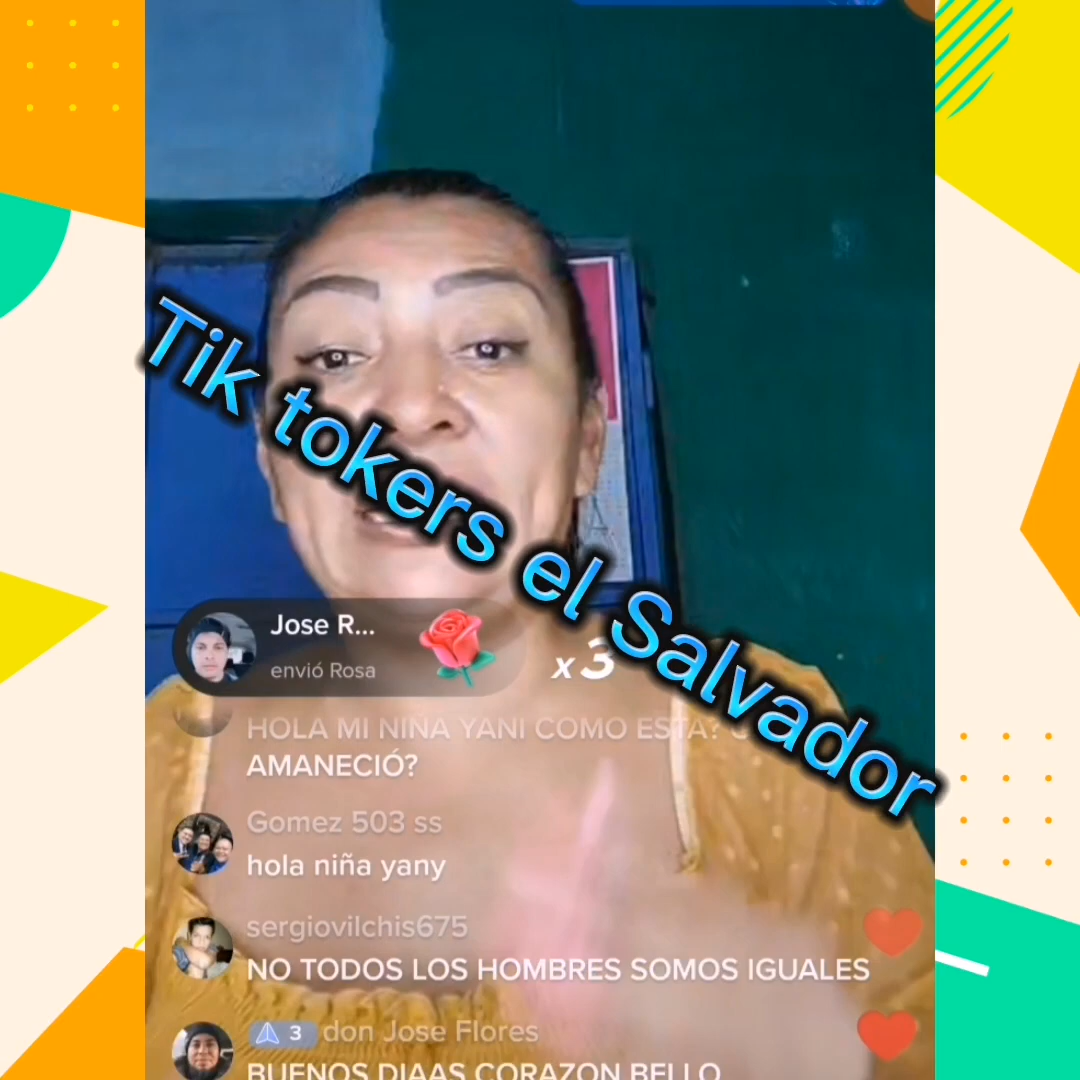 Tik tokers el Salvador
Jose R...
envió Rosa
x3
HOLA MI NIÑA YANI COMO ESTA?
AMANECIÓ?
Gomez 503 ss
hola niña yany
sergiovilchis675
NO TODOS LOS HOMBRES SOMOS IGUALES
3 don Jose Flores
BUENOS DIAAS CORAZON BELLO